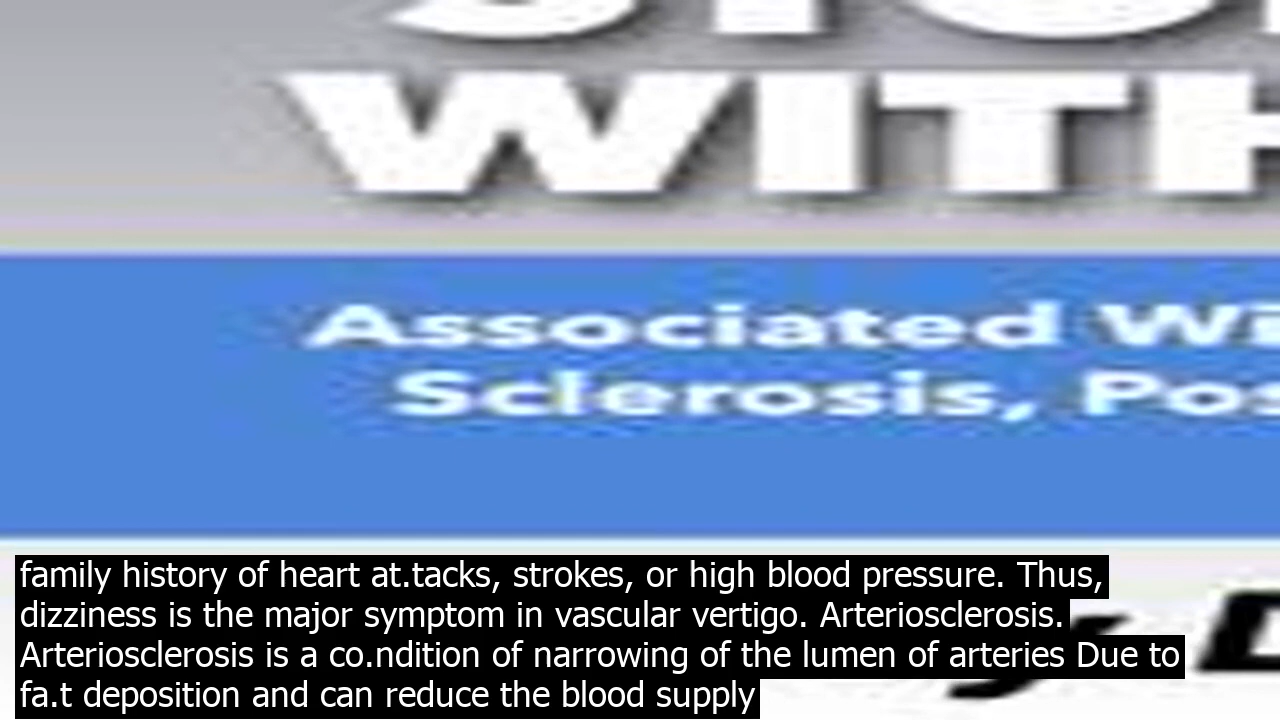 WITH
Associated Wi
Sclerosis, Pos
family history of heart at.tacks, strokes, or high blood pressure. Thus,
dizziness is the major symptom in vascular vertigo. Arteriosclerosis.
Arteriosclerosis is a co.ndition of narrowing of the lumen of arteries Due to
fa.t deposition and can reduce the blood supply